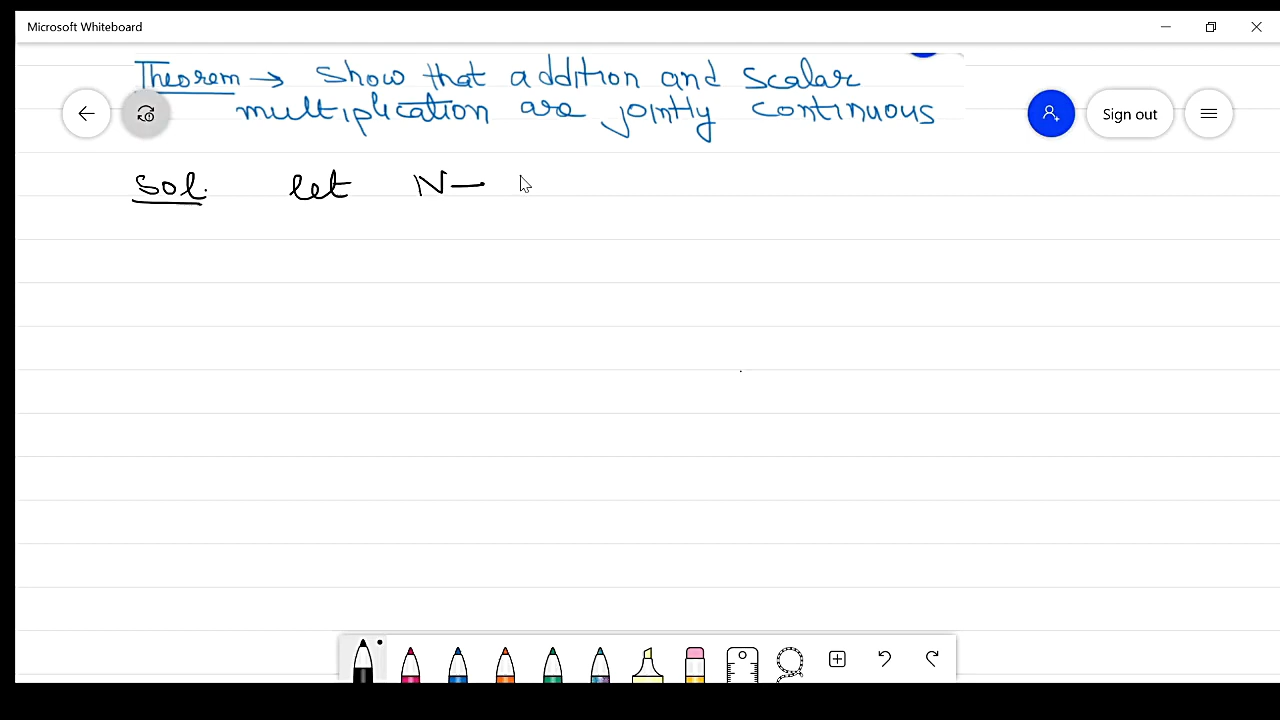 Microsoft Whiteboard
Theorem → Show that addition and scalar
multiplication are jointly continuous
Sign out
Sol. let N—